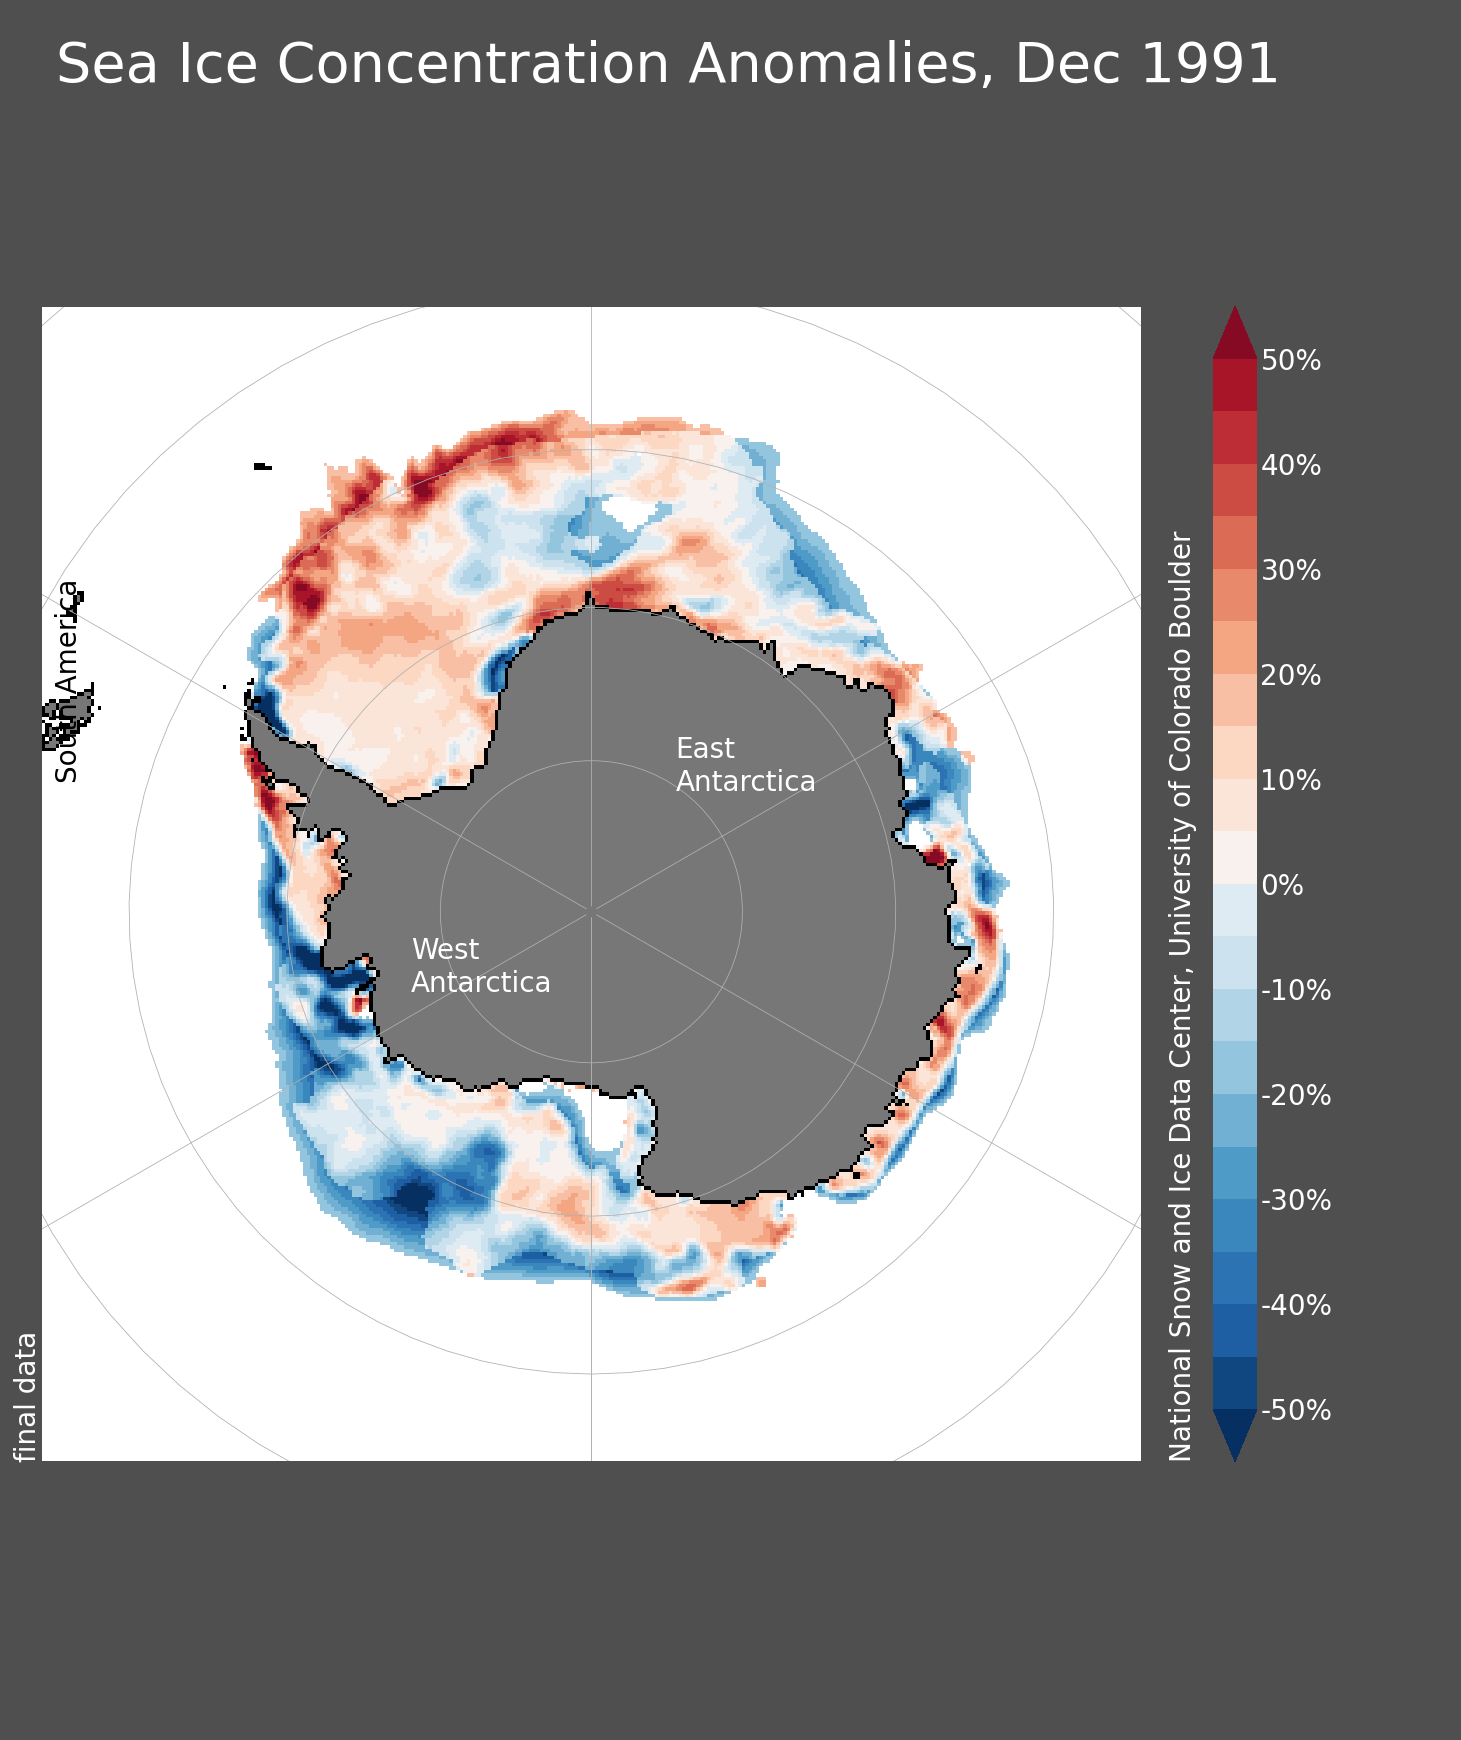 Sea Ice Concentration Anomalies, Dec 1991
South America
East
Antarctica
West
Antarctica
final data
National Snow and Ice Data Center, University of Colorado Boulder
50%
40%
30%
20%
10%
0%
-10%
-20%
-30%
-40%
-50%